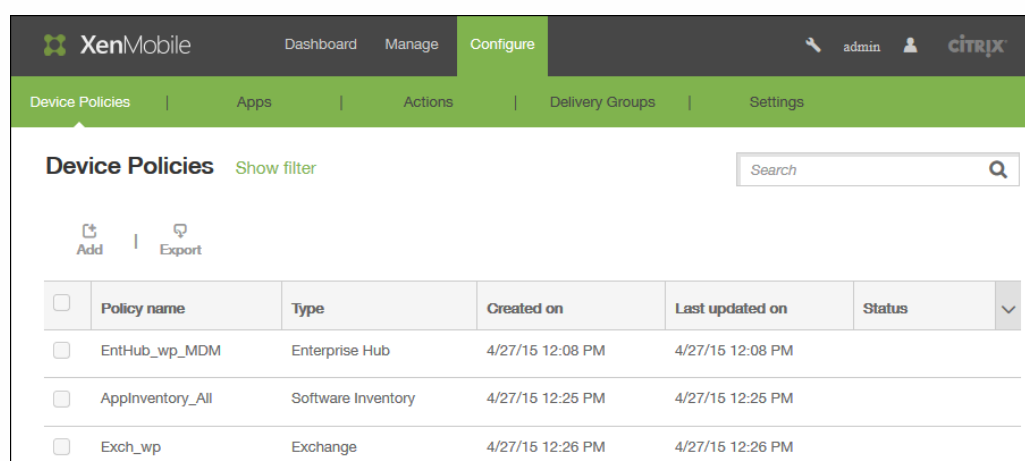 XenMobile Dashboard Manage Configure admin CITRIX
Device Policies | Apps | Actions | Delivery Groups | Settings
Device Policies Show filter Search
Add | Export
Policy name Type Created on Last updated on Status
EntHub_wp_MDM Enterprise Hub 4/27/15 12:08 PM 4/27/15 12:08 PM
AppInventory_All Software Inventory 4/27/15 12:25 PM 4/27/15 12:25 PM
Exch_wp Exchange 4/27/15 12:26 PM 4/27/15 12:26 PM